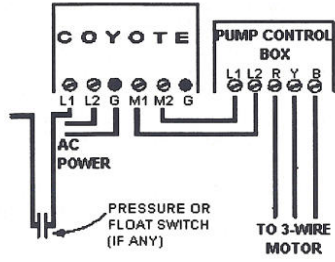 COYOTE
PUMP CONTROL
BOX
L1 L2 G M1 M2 G
L1 L2 R Y B
AC
POWER
PRESSURE OR
FLOAT SWITCH
(IF ANY)
TO 3-WIRE
MOTOR